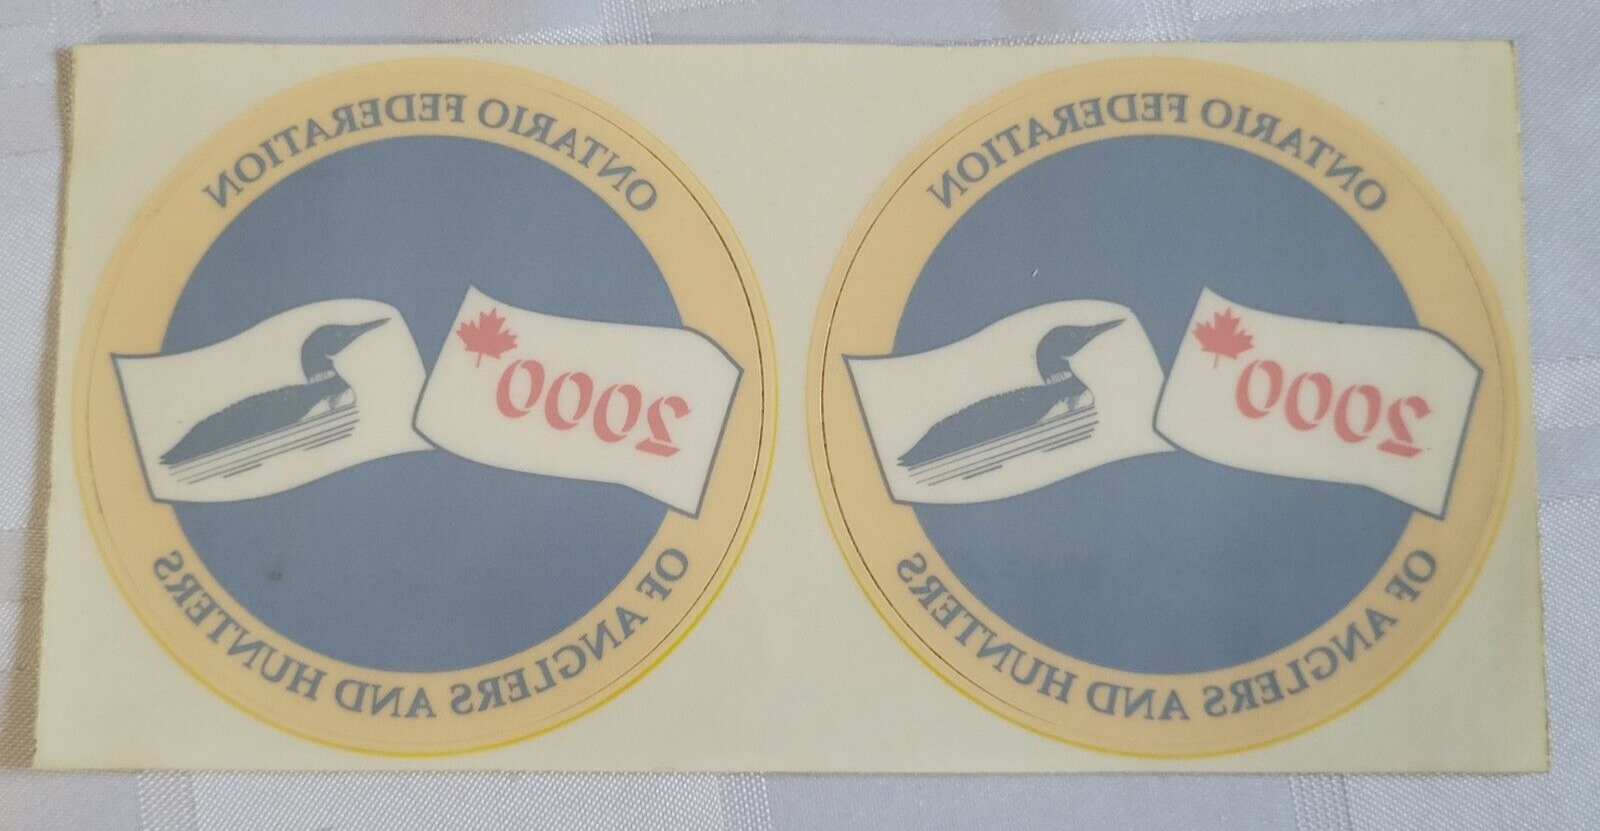 ONTARIO FEDERATION
2000
OF ANGLERS AND HUNTERS
ONTARIO FEDERATION
2000
OF ANGLERS AND HUNTERS